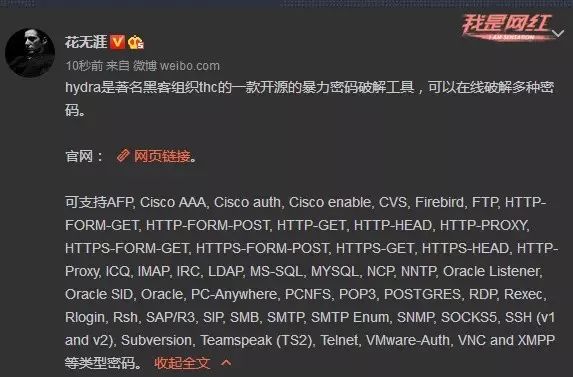 我是网红
I AM SENSATION
花无涯
10秒前 来自 微博 weibo.com
hydra是著名黑客组织thc的一款开源的暴力密码破解工具，可以在线破解多种密
码。
官网： 网页链接。
可支持AFP, Cisco AAA, Cisco auth, Cisco enable, CVS, Firebird, FTP, HTTP-
FORM-GET, HTTP-FORM-POST, HTTP-GET, HTTP-HEAD, HTTP-PROXY,
HTTPS-FORM-GET, HTTPS-FORM-POST, HTTPS-GET, HTTPS-HEAD, HTTP-
Proxy, ICQ, IMAP, IRC, LDAP, MS-SQL, MYSQL, NCP, NNTP, Oracle Listener,
Oracle SID, Oracle, PC-Anywhere, PCNFS, POP3, POSTGRES, RDP, Rexec,
Rlogin, Rsh, SAP/R3, SIP, SMB, SMTP, SMTP Enum, SNMP, SOCKS5, SSH (v1
and v2), Subversion, Teamspeak (TS2), Telnet, VMware-Auth, VNC and XMPP
等类型密码。 收起全文